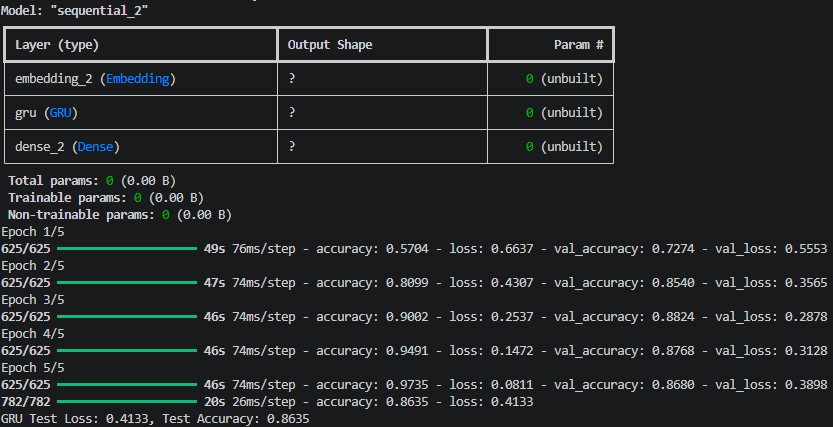 Model: "sequential_2"
Layer (type) Output Shape Param #
embedding_2 (Embedding) ? 0 (unbuilt)
gru (GRU) ? 0 (unbuilt)
dense_2 (Dense) ? 0 (unbuilt)
Total params: 0 (0.00 B)
Trainable params: 0 (0.00 B)
Non-trainable params: 0 (0.00 B)
Epoch 1/5
625/625 49s 76ms/step - accuracy: 0.5704 - loss: 0.6637 - val_accuracy: 0.7274 - val_loss: 0.5553
Epoch 2/5
625/625 47s 74ms/step - accuracy: 0.8099 - loss: 0.4307 - val_accuracy: 0.8540 - val_loss: 0.3565
Epoch 3/5
625/625 46s 74ms/step - accuracy: 0.9002 - loss: 0.2537 - val_accuracy: 0.8824 - val_loss: 0.2878
Epoch 4/5
625/625 46s 74ms/step - accuracy: 0.9491 - loss: 0.1472 - val_accuracy: 0.8768 - val_loss: 0.3128
Epoch 5/5
625/625 46s 74ms/step - accuracy: 0.9735 - loss: 0.0811 - val_accuracy: 0.8680 - val_loss: 0.3898
782/782 20s 26ms/step - accuracy: 0.8635 - loss: 0.4133
GRU Test Loss: 0.4133, Test Accuracy: 0.8635